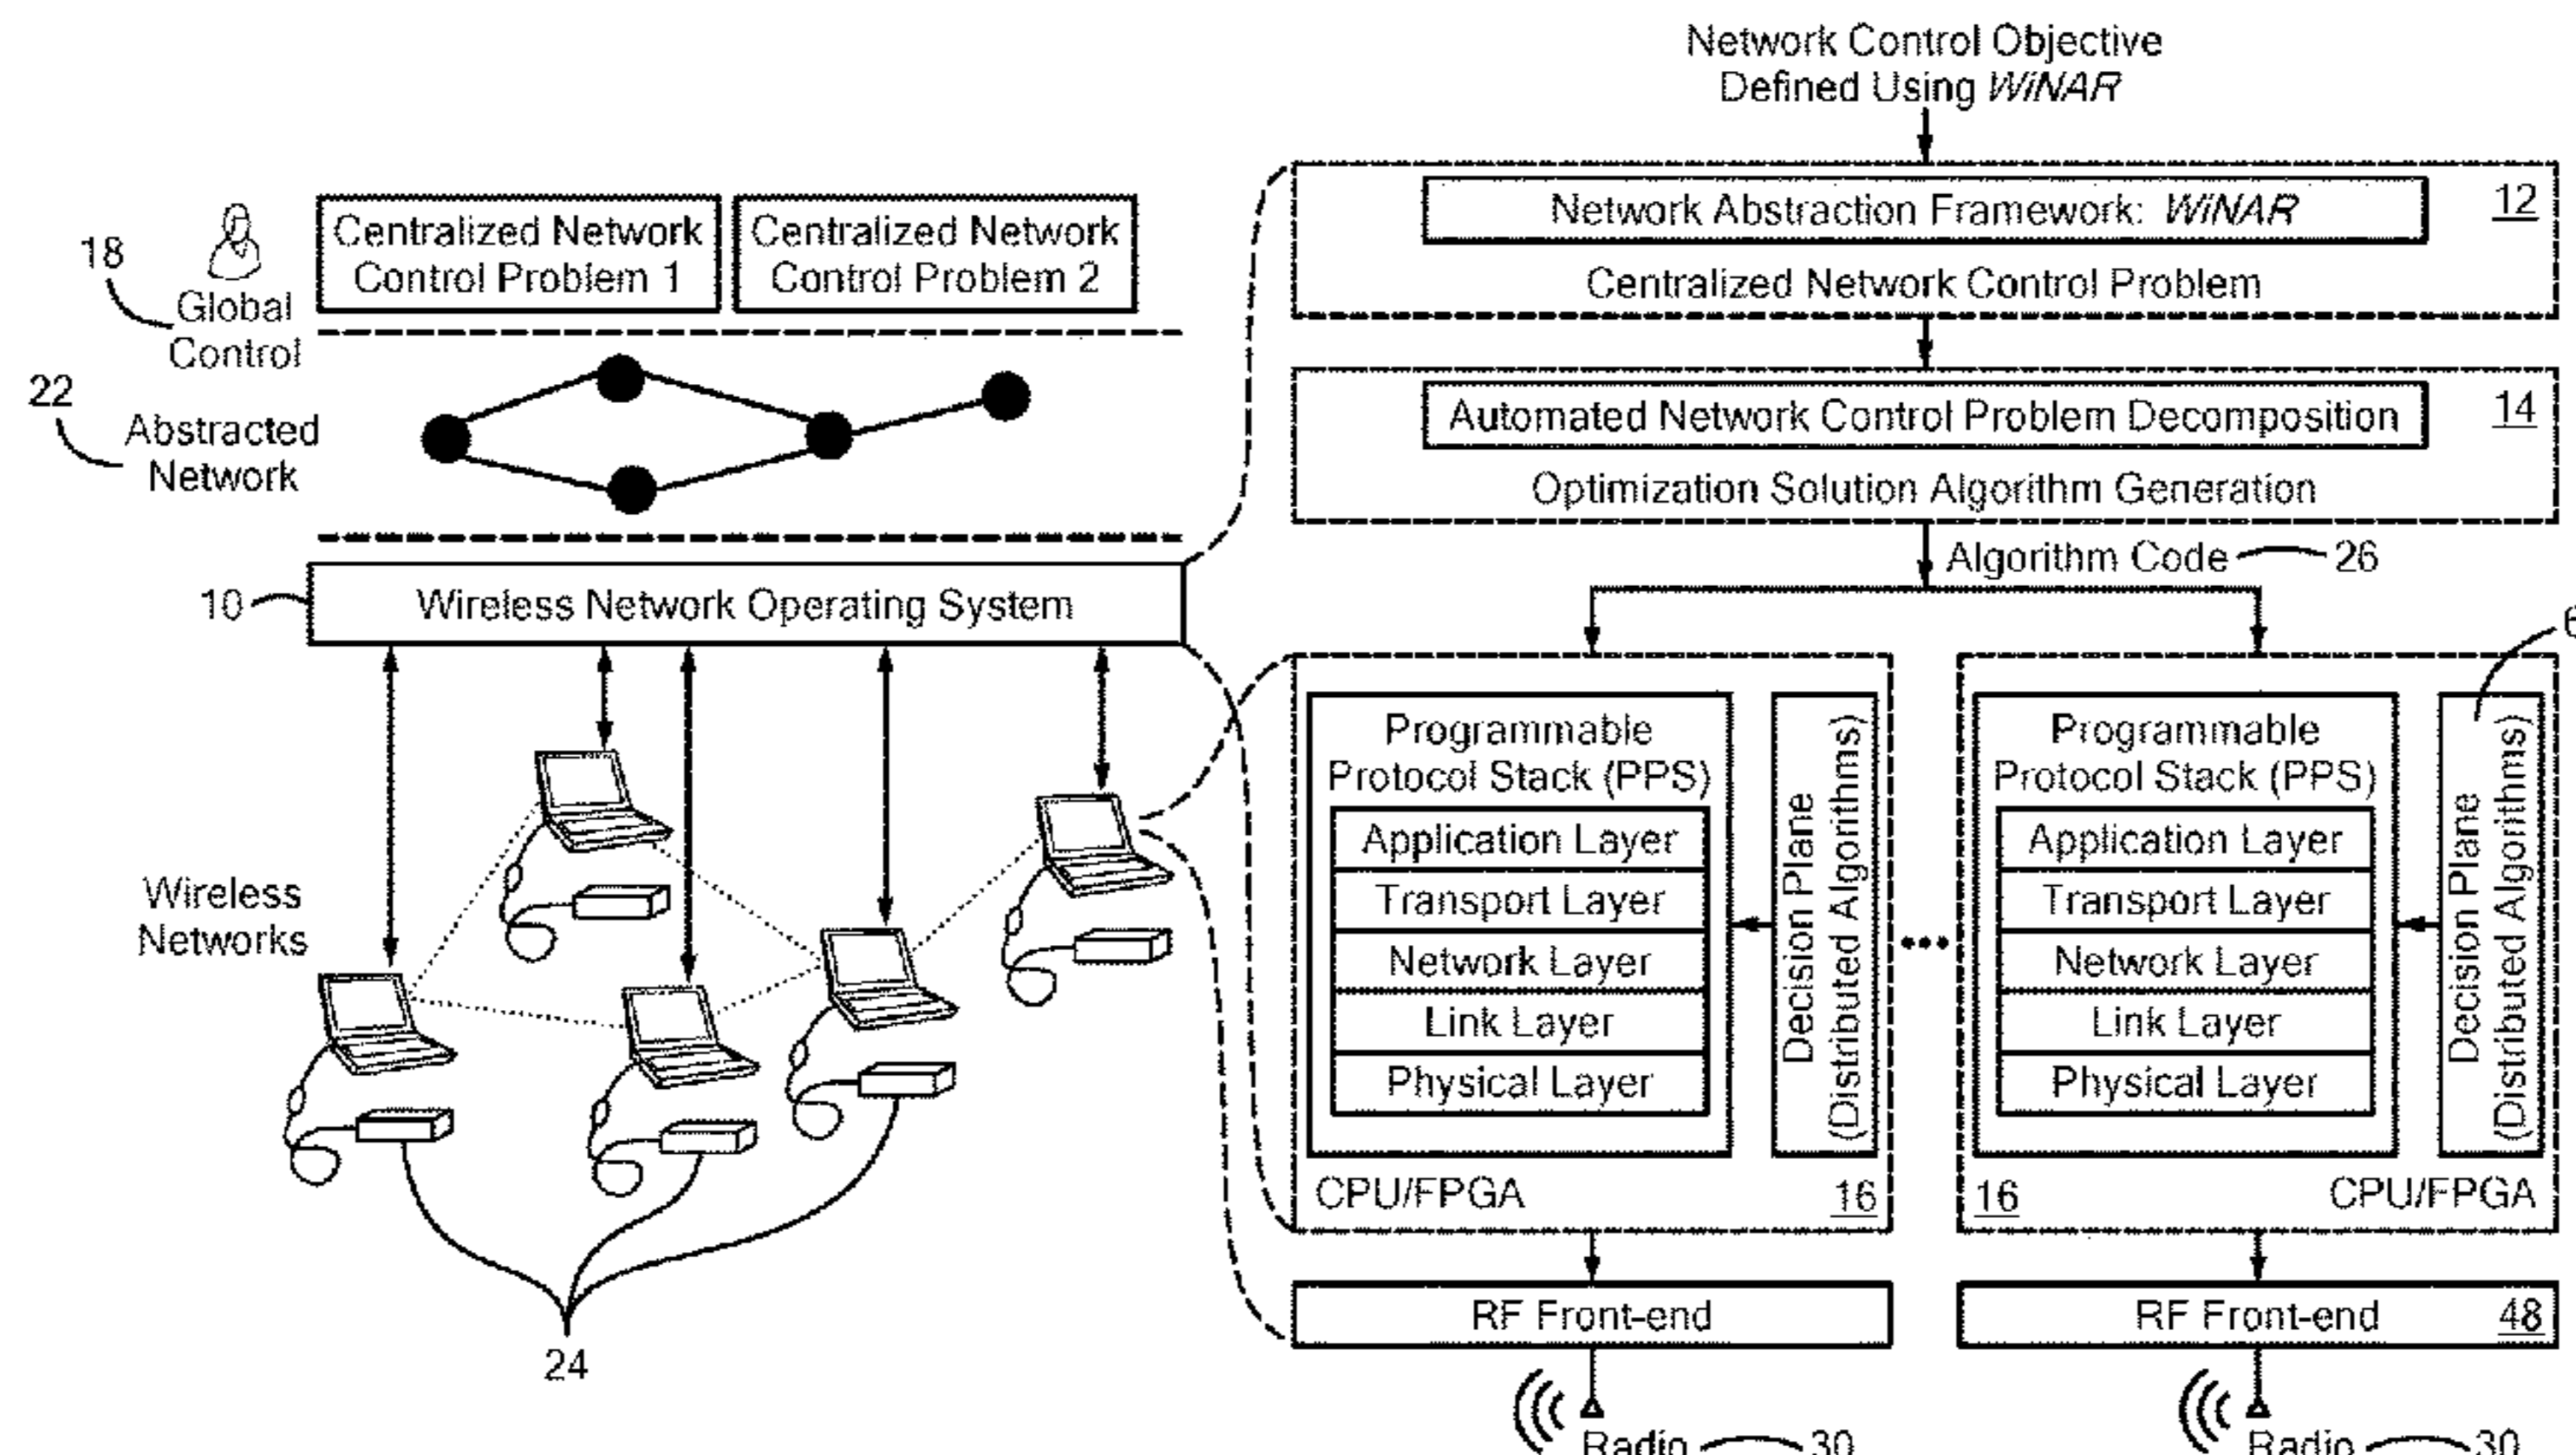 Network Control Objective
Defined Using WiNAR
18
Global
Control
Centralized Network
Control Problem 1
Centralized Network
Control Problem 2
22
Abstracted
Network
10
Wireless Network Operating System
Wireless
Networks
24
Network Abstraction Framework: WiNAR
12
Centralized Network Control Problem
Automated Network Control Problem Decomposition
14
Optimization Solution Algorithm Generation
Algorithm Code
26
Programmable
Protocol Stack (PPS)
Application Layer
Transport Layer
Network Layer
Link Layer
Physical Layer
Decision Plane
(Distributed Algorithms)
CPU/FPGA
16
Programmable
Protocol Stack (PPS)
Application Layer
Transport Layer
Network Layer
Link Layer
Physical Layer
Decision Plane
(Distributed Algorithms)
16
CPU/FPGA
RF Front-end
RF Front-end
48
Radio
30
Radio
30